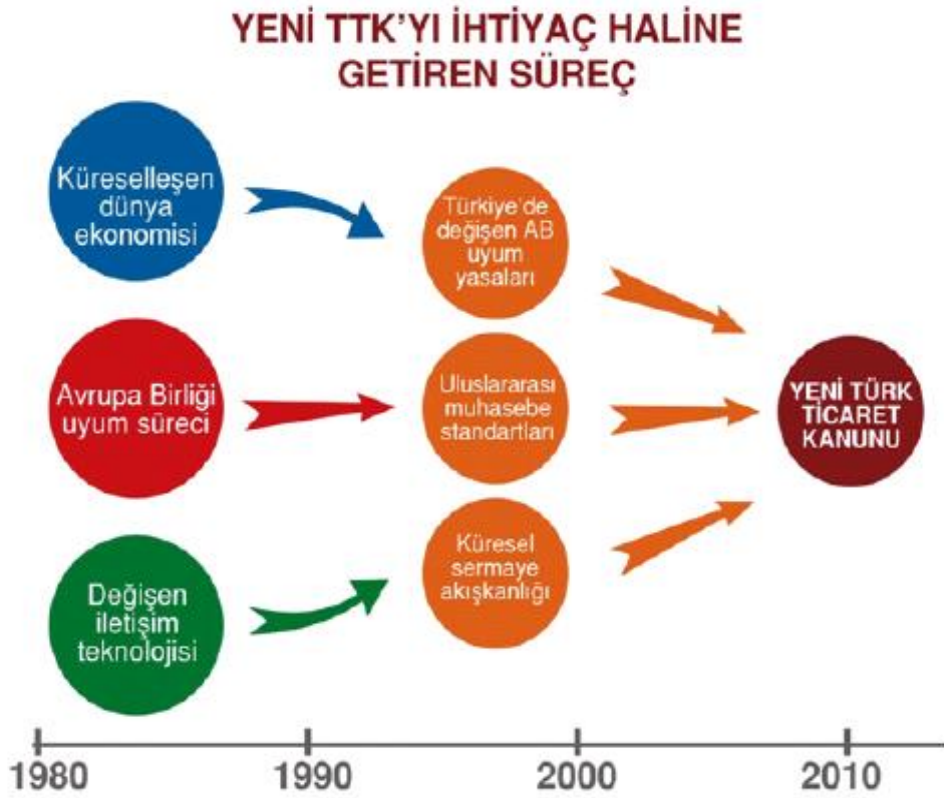 YENİ TTK'YI İHTİYAÇ HALİNE
GETİREN SÜREÇ
Küreselleşen
dünya
ekonomisi
Avrupa Birliği
uyum süreci
Değişen
iletişim
teknolojisi
Türkiye'de
değişen AB
uyum
yasaları
Uluslararası
muhasebe
standartları
Küresel
sermaye
akışkanlığı
YENİ TÜRK
TİCARET
KANUNU
1980
1990
2000
2010